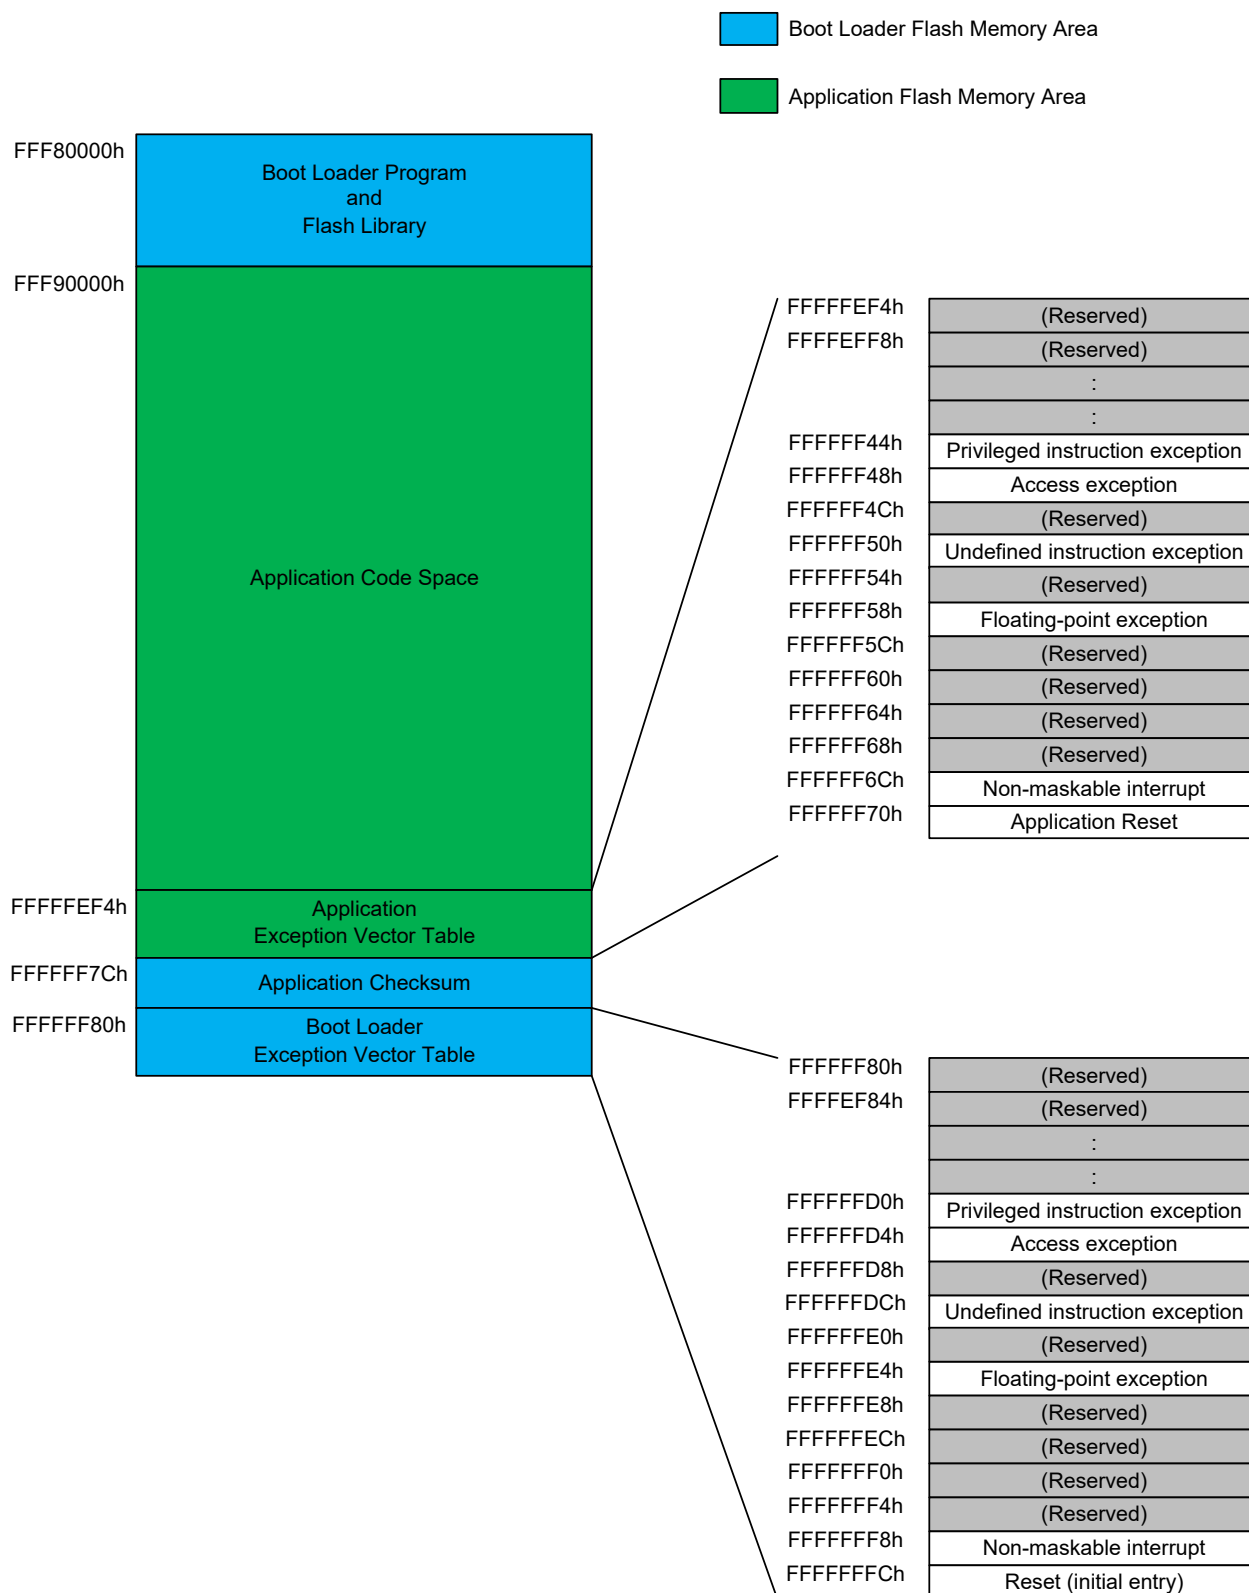 Boot Loader Flash Memory Area
Application Flash Memory Area
FFF80000h
Boot Loader Program
and
Flash Library
FFF90000h
Application Code Space
FFFFFEF4h
Application
Exception Vector Table
FFFFFF7Ch
Application Checksum
FFFFFF80h
Boot Loader
Exception Vector Table
FFFFFEF4h (Reserved)
FFFFEFF8h (Reserved)
:
:
FFFFFF44h Privileged instruction exception
FFFFFF48h Access exception
FFFFFF4Ch (Reserved)
FFFFFF50h Undefined instruction exception
FFFFFF54h (Reserved)
FFFFFF58h Floating-point exception
FFFFFF5Ch (Reserved)
FFFFFF60h (Reserved)
FFFFFF64h (Reserved)
FFFFFF68h (Reserved)
FFFFFF6Ch Non-maskable interrupt
FFFFFF70h Application Reset
FFFFFF80h (Reserved)
FFFFEF84h (Reserved)
:
:
FFFFFFD0h Privileged instruction exception
FFFFFFD4h Access exception
FFFFFFD8h (Reserved)
FFFFFFDCh Undefined instruction exception
FFFFFFE0h (Reserved)
FFFFFFE4h Floating-point exception
FFFFFFE8h (Reserved)
FFFFFFECh (Reserved)
FFFFFFF0h (Reserved)
FFFFFFF4h (Reserved)
FFFFFFF8h Non-maskable interrupt
FFFFFFFCh Reset (initial entry)